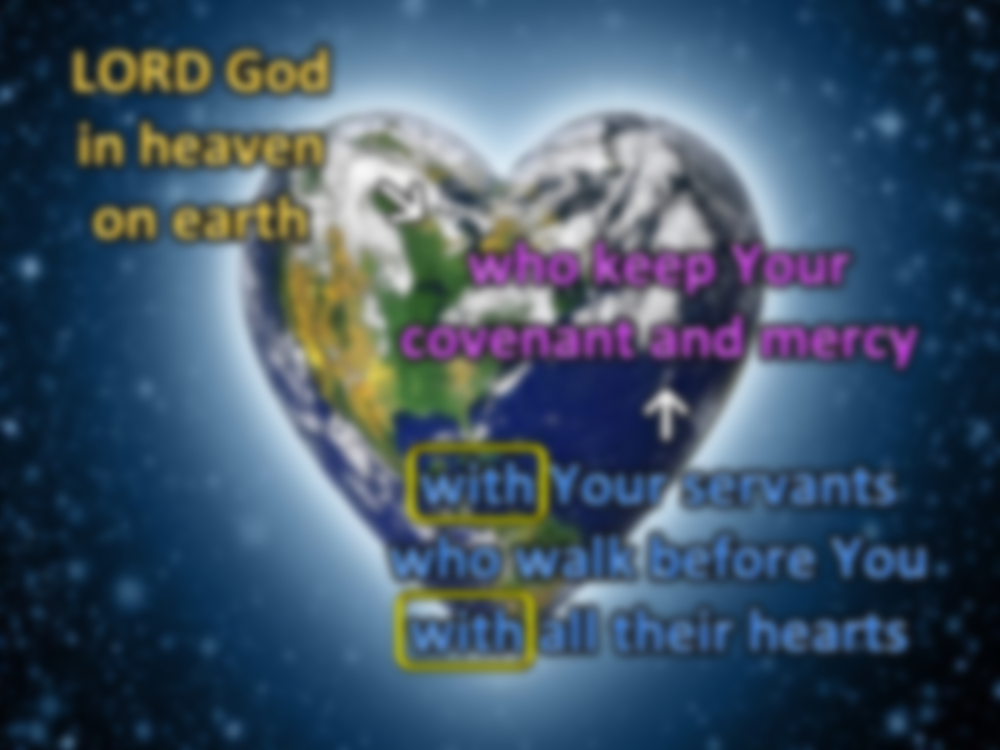 LORD God
in heaven
on earth
who keep Your
covenant and mercy
with Your servants
who walk before You
with all their hearts